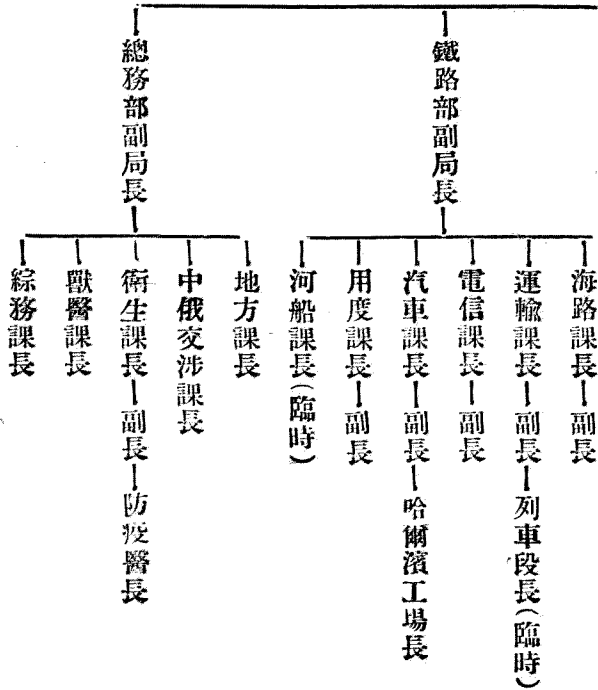 鐵路部副局長
海路課長 副長
運輸課長 副長 列車段長(臨時)
電信課長 副長
汽車課長 副長 哈爾濱工場長
用度課長 副長
河船課長(臨時)
總務部副局長
地方課長
中俄交涉課長
衛生課長 副長 防疫醫長
獸醫課長
綜務課長